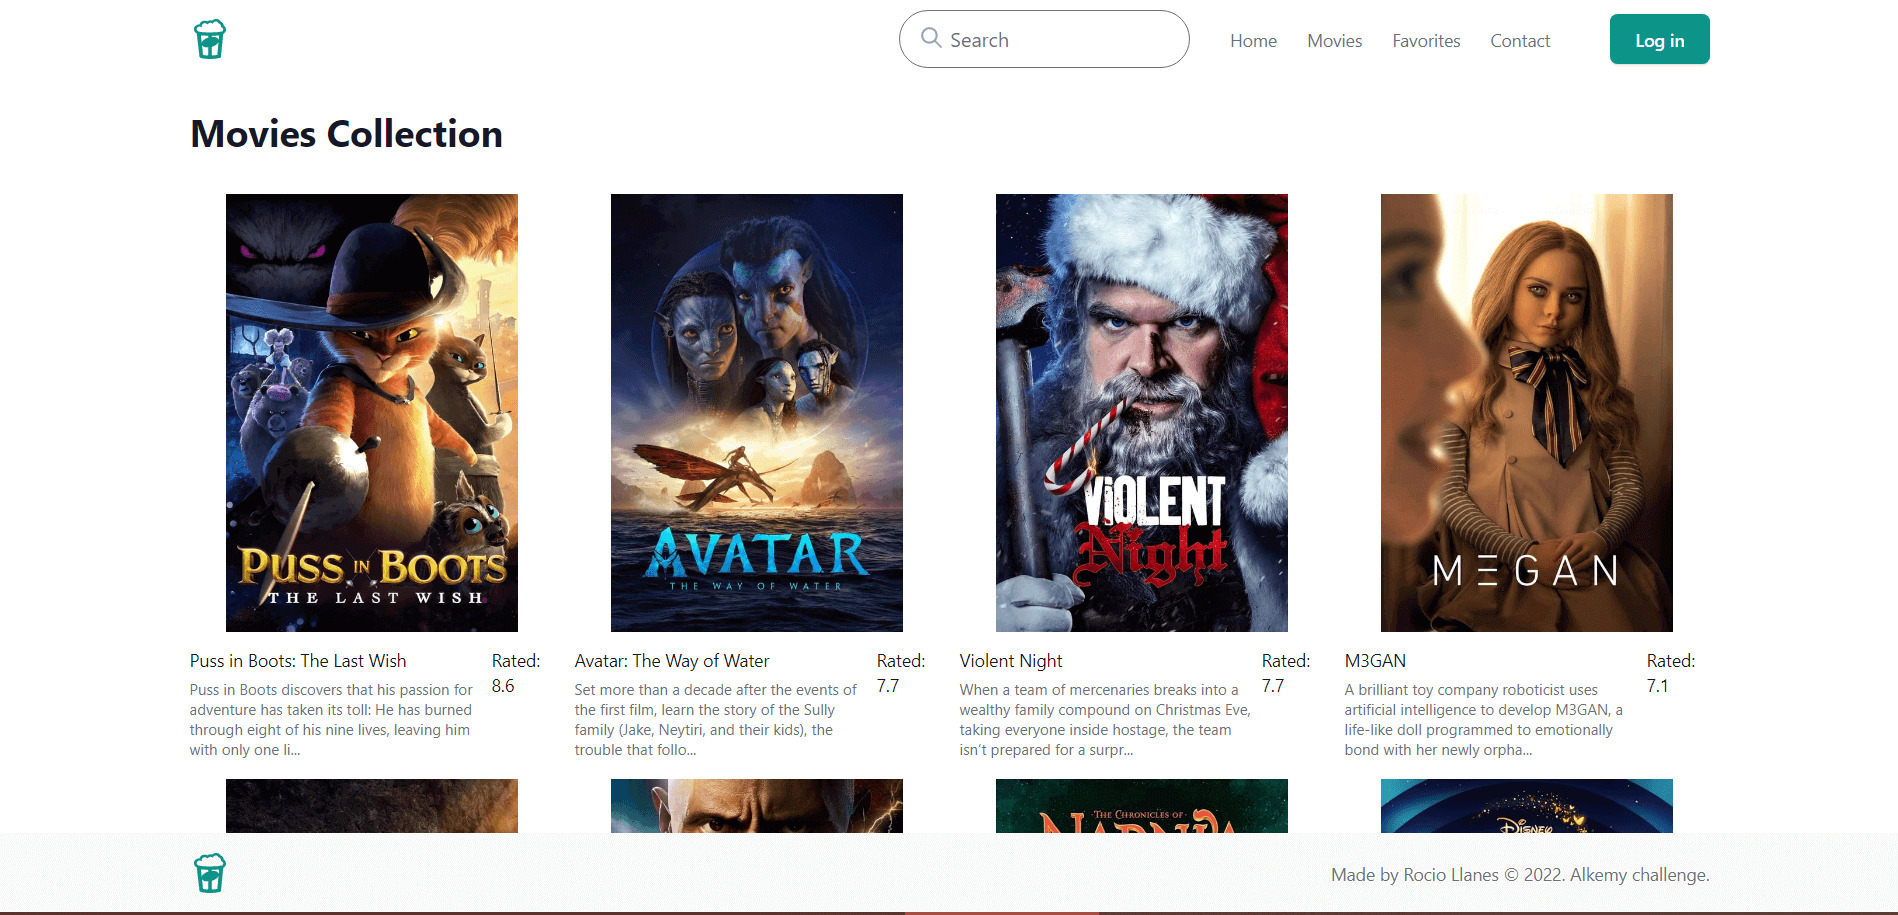 Search
Home
Movies
Favorites
Contact
Log in
Movies Collection
PUSS IN BOOTS
THE LAST WISH
AVATAR
THE WAY OF WATER
VIOLENT
Night
M≡GAN
Puss in Boots: The Last Wish
Rated:
8.6
Puss in Boots discovers that his passion for
adventure has taken its toll: He has burned
through eight of his nine lives, leaving him
with only one li...
Avatar: The Way of Water
Rated:
7.7
Set more than a decade after the events of
the first film, learn the story of the Sully
family (Jake, Neytiri, and their kids), the
trouble that follo...
Violent Night
Rated:
7.7
When a team of mercenaries breaks into a
wealthy family compound on Christmas Eve,
taking everyone inside hostage, the team
isn’t prepared for a surpr...
M3GAN
Rated:
7.1
A brilliant toy company roboticist uses
artificial intelligence to develop M3GAN, a
life-like doll programmed to emotionally
bond with her newly orpha...
THE CHRONICLES OF
NARNIA
DISNEY
Made by Rocio Llanes © 2022. Alkemy challenge.